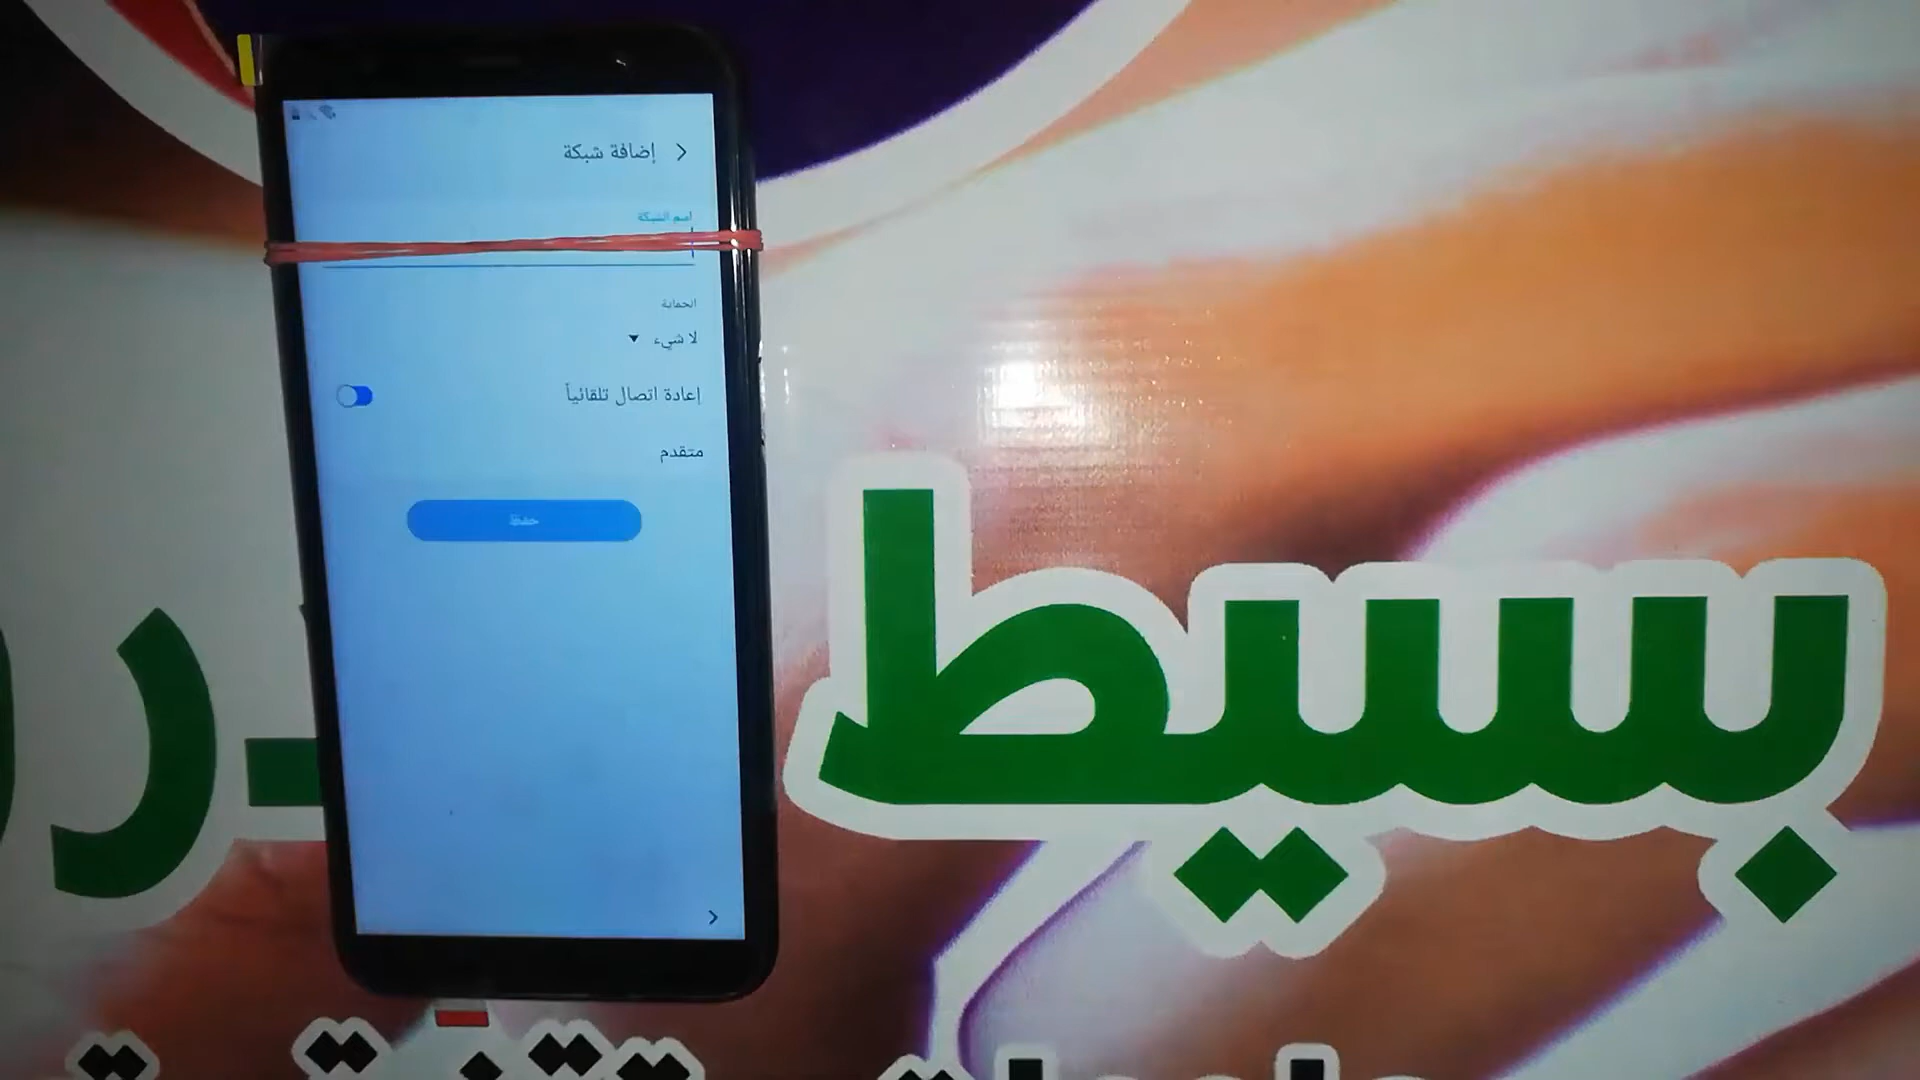 إضافة شبكة
اسم الشبكة
الحماية
لا شيء
إعادة اتصال تلقائياً
متقدم
حفظ
بسيط